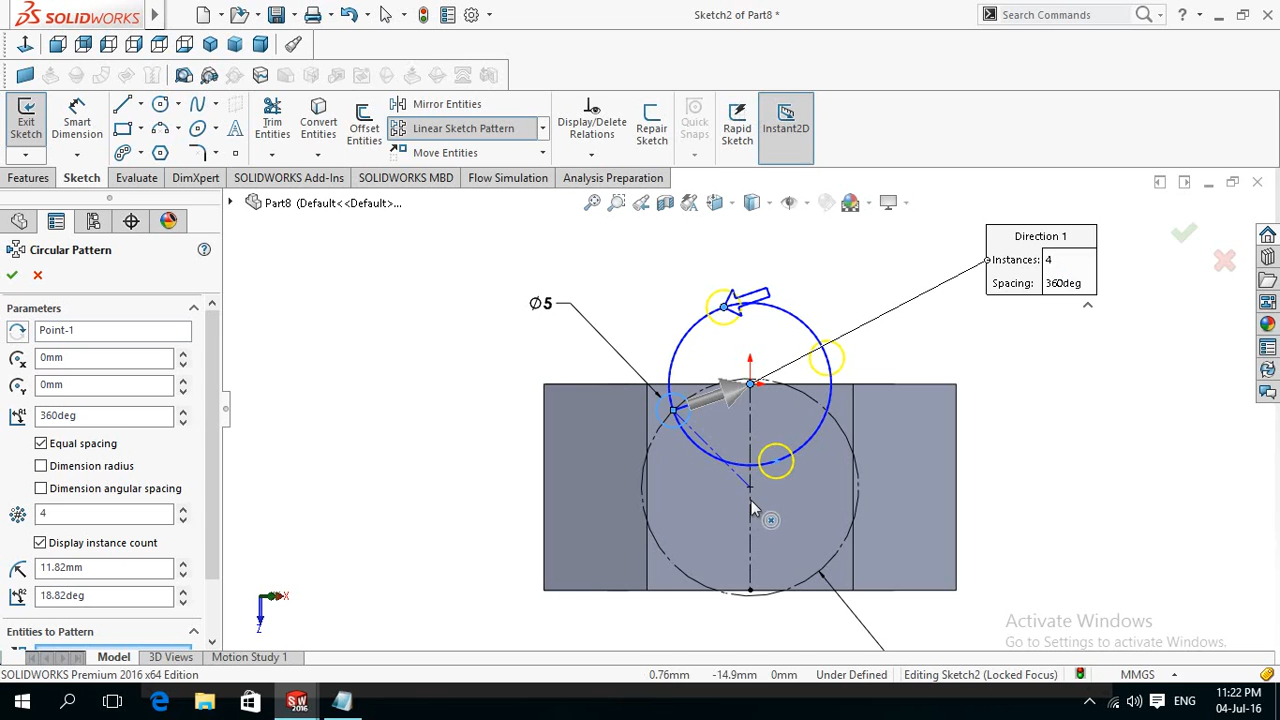 SOLIDWORKS
Sketch2 of Part8 *
Search Commands
?
Exit Sketch
Smart Dimension
Trim Entities
Convert Entities
Offset Entities
Mirror Entities
Linear Sketch Pattern
Move Entities
Display/Delete Relations
Repair Sketch
Quick Snaps
Rapid Sketch
Instant2D
Features
Sketch
Evaluate
DimXpert
SOLIDWORKS Add-Ins
SOLIDWORKS MBD
Flow Simulation
Analysis Preparation
Part8 (Default<<Default>...
Circular Pattern
?
Parameters
Point-1
0mm
0mm
360deg
Equal spacing
Dimension radius
Dimension angular spacing
4
Display instance count
11.82mm
18.82deg
Entities to Pattern
Direction 1
Instances: 4
Spacing: 360deg
Ø5
X
Z
Activate Windows
Go to Settings to activate Windows.
Model
3D Views
Motion Study 1
SOLIDWORKS Premium 2016 x64 Edition
0.76mm
-14.9mm
0mm
Under Defined
Editing Sketch2 (Locked Focus)
MMGS
SW
2016
ENG
11:22 PM
04-Jul-16